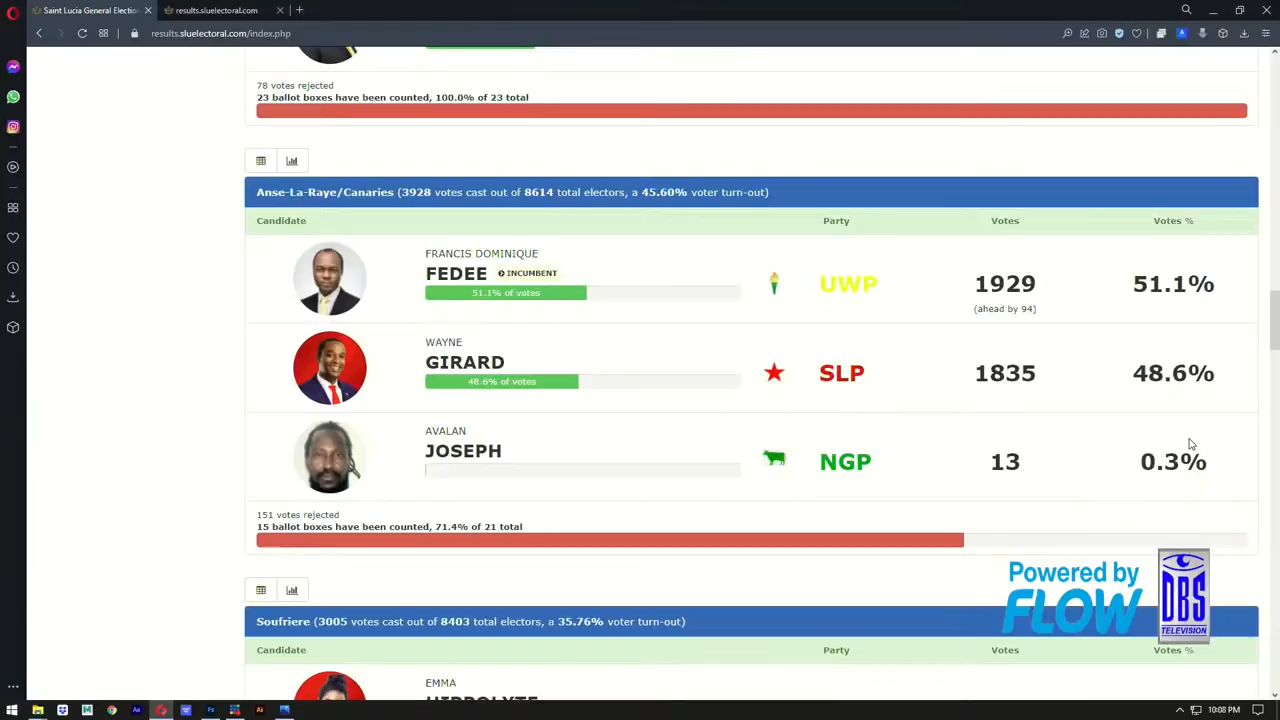 Saint Lucia General Electio
results.sluelectoral.com
results.sluelectoral.com/index.php
78 votes rejected
23 ballot boxes have been counted, 100.0% of 23 total
Anse-La-Raye/Canaries (3928 votes cast out of 8614 total electors, a 45.60% voter turn-out)
Candidate Party Votes Votes %
FRANCIS DOMINIQUE
FEDEE INCUMBENT
51.1% of votes
UWP 1929 51.1%
(ahead by 94)
WAYNE
GIRARD
48.6% of votes
SLP 1835 48.6%
AVALAN
JOSEPH
NGP 13 0.3%
151 votes rejected
15 ballot boxes have been counted, 71.4% of 21 total
Powered by
FLOW
DBS
TELEVISION
Soufriere (3005 votes cast out of 8403 total electors, a 35.76% voter turn-out)
Candidate Party Votes Votes %
EMMA
HIPPOLYTE
10:08 PM